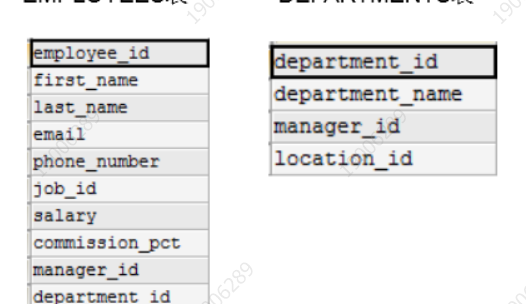 EMPLOYEES表
DEPARTMENTS表
employee_id
first_name
last_name
email
phone_number
job_id
salary
commission_pct
manager_id
department_id
department_id
department_name
manager_id
location_id
19006289